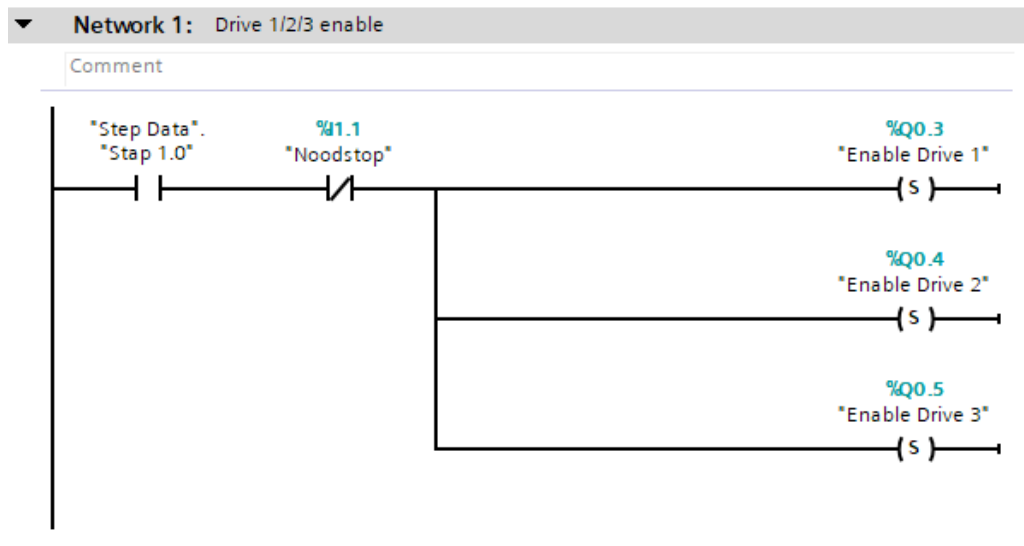 Network 1: Drive 1/2/3 enable
Comment
"Step Data".
"Stap 1.0"
%I1.1
"Noodstop"
%Q0.3
"Enable Drive 1"
S
%Q0.4
"Enable Drive 2"
S
%Q0.5
"Enable Drive 3"
S